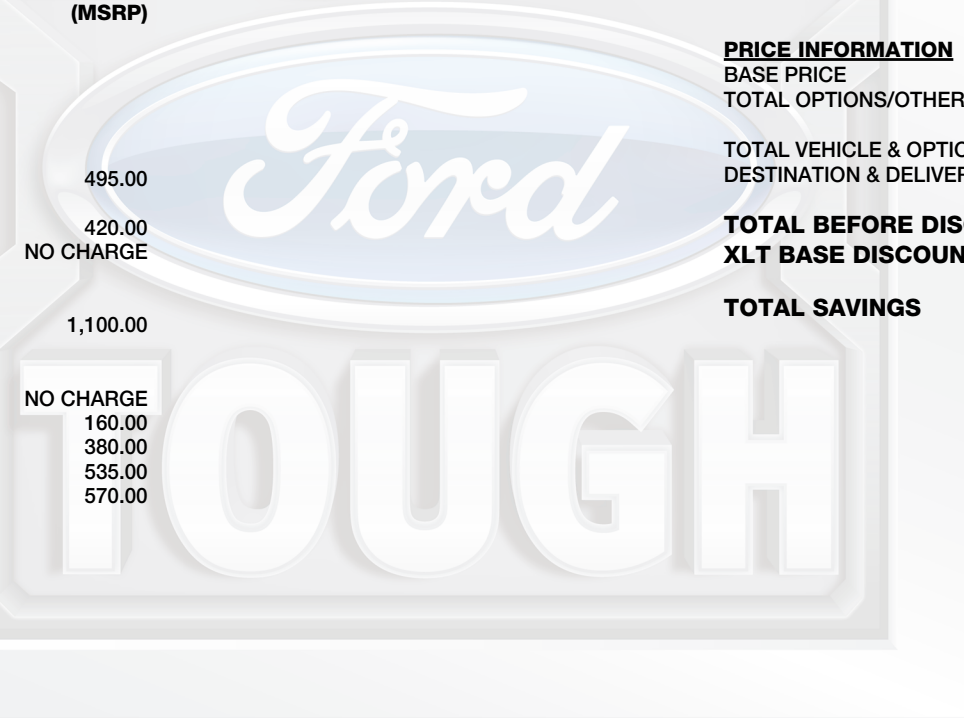 (MSRP)
495.00
420.00
NO CHARGE
1,100.00
NO CHARGE
160.00
380.00
535.00
570.00
PRICE INFORMATION
BASE PRICE
TOTAL OPTIONS/OTHER
TOTAL VEHICLE & OPTIO
DESTINATION & DELIVER
TOTAL BEFORE DIS
XLT BASE DISCOUN
TOTAL SAVINGS
Ford
TOUGH